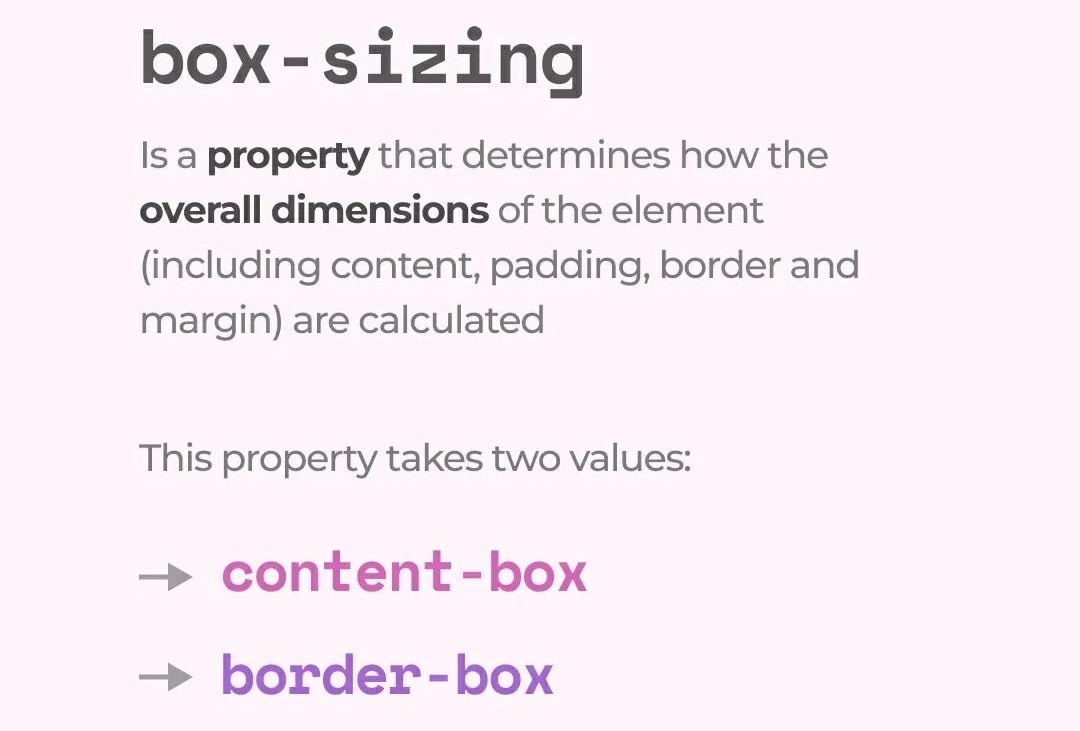 box-sizing
Is a property that determines how the
overall dimensions of the element
(including content, padding, border and
margin) are calculated
This property takes two values:
→ content-box
→ border-box